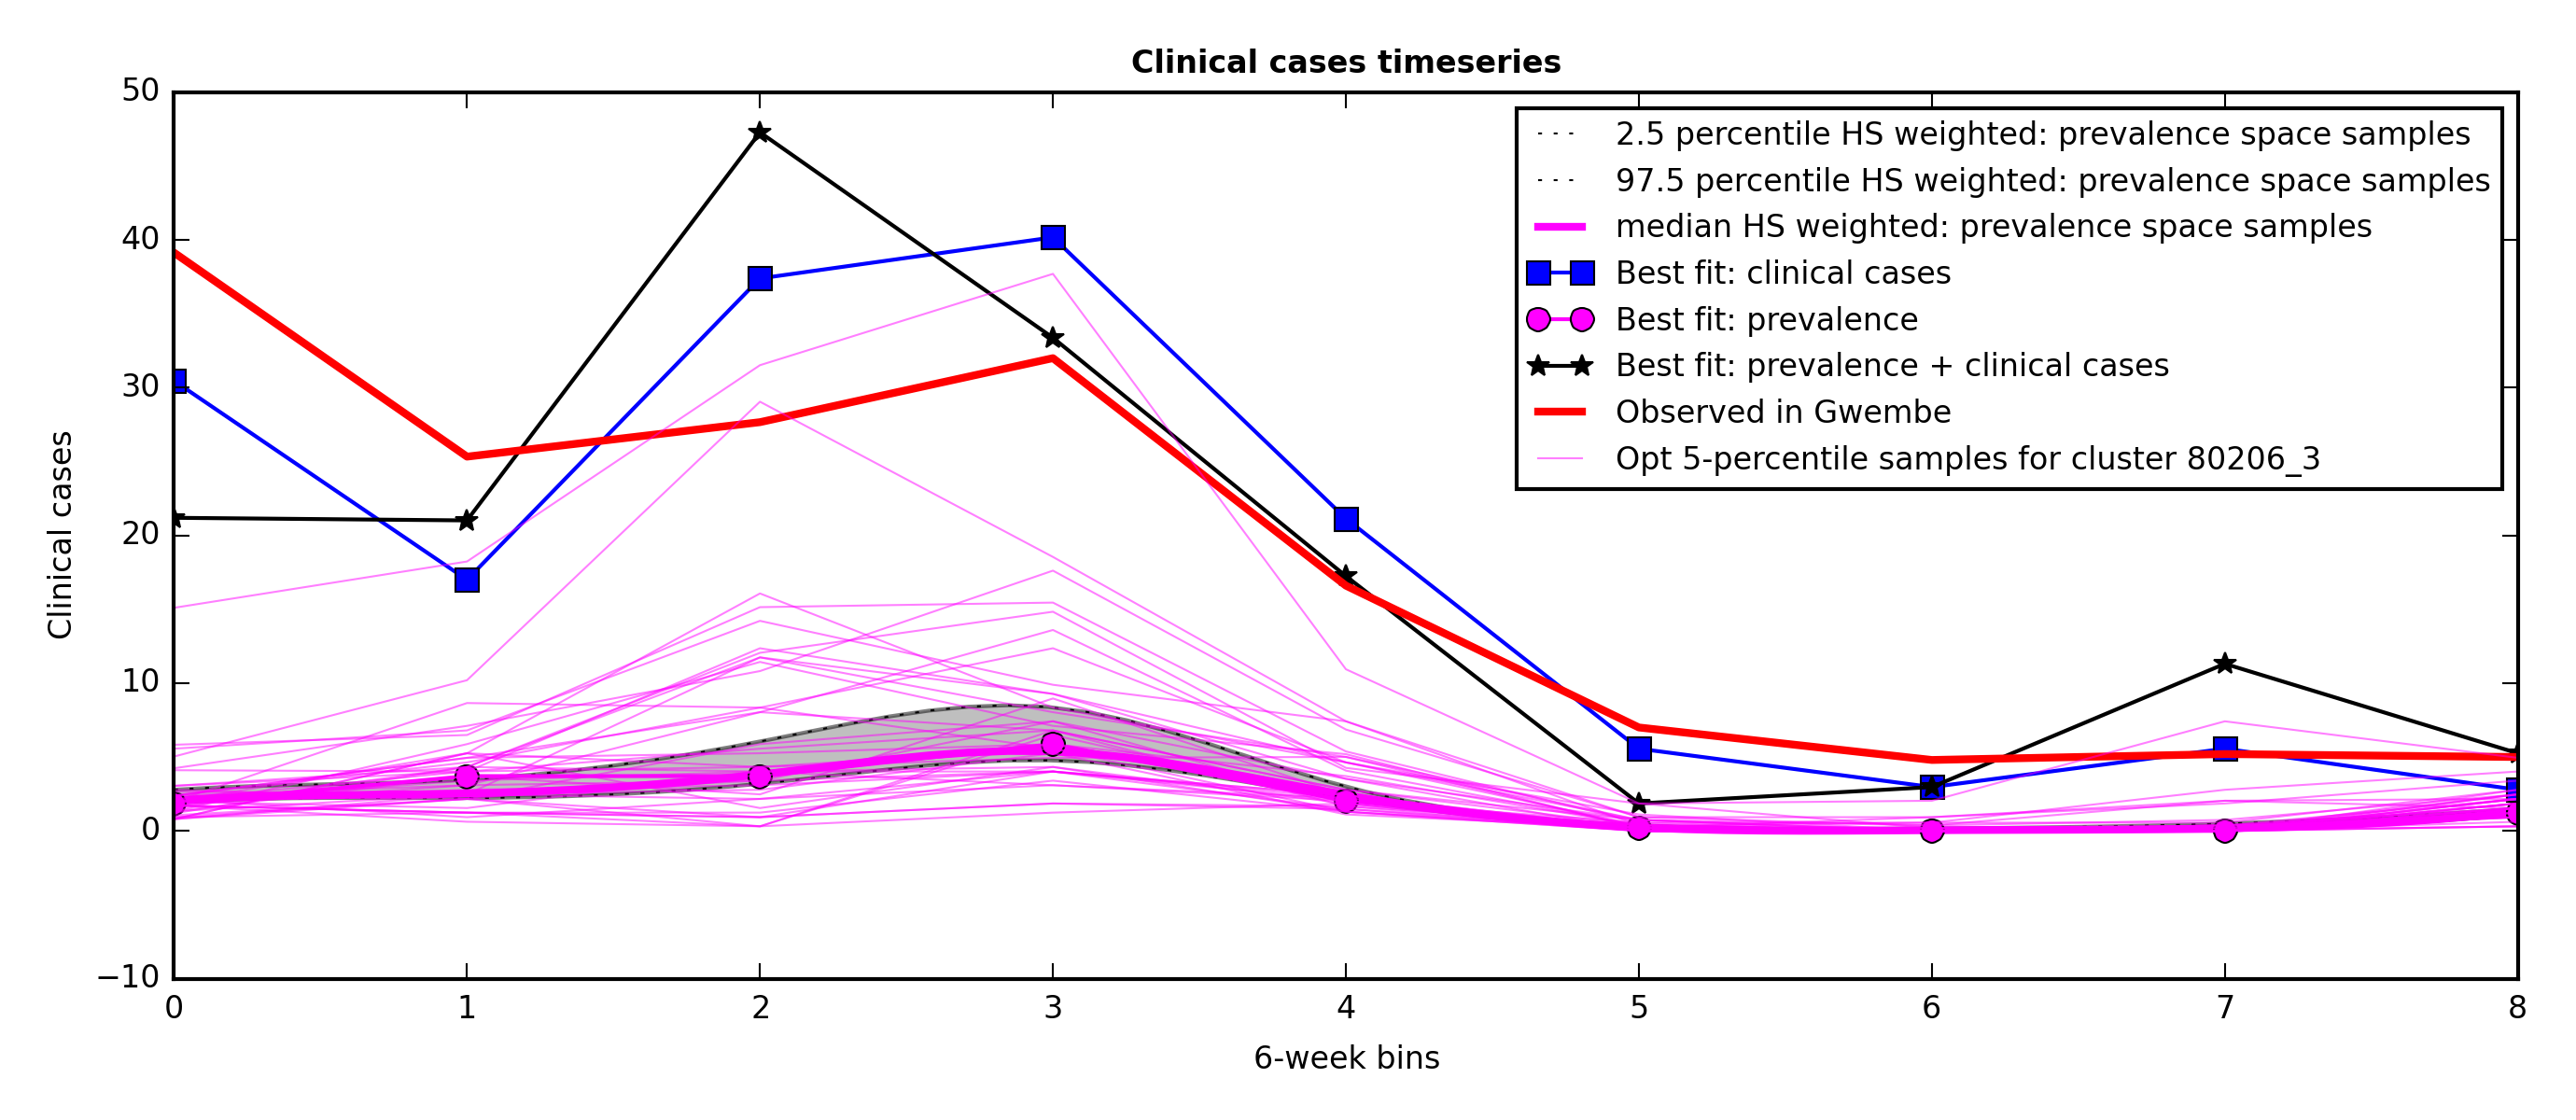 Clinical cases timeseries
50
40
30
20
10
0
−10
Clinical cases
2.5 percentile HS weighted: prevalence space samples
97.5 percentile HS weighted: prevalence space samples
median HS weighted: prevalence space samples
Best fit: clinical cases
Best fit: prevalence
Best fit: prevalence + clinical cases
Observed in Gwembe
Opt 5-percentile samples for cluster 80206_3
0 1 2 3 4 5 6 7 8
6-week bins